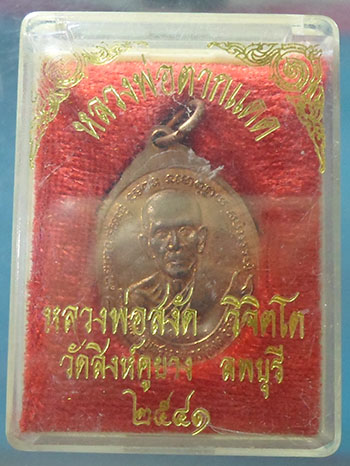 หลวงพ่อตากแดด
หลวงพ่อสงัด วิจิตโต
วัดสิงห์คูยาง ลพบุรี
๒๕๔๑